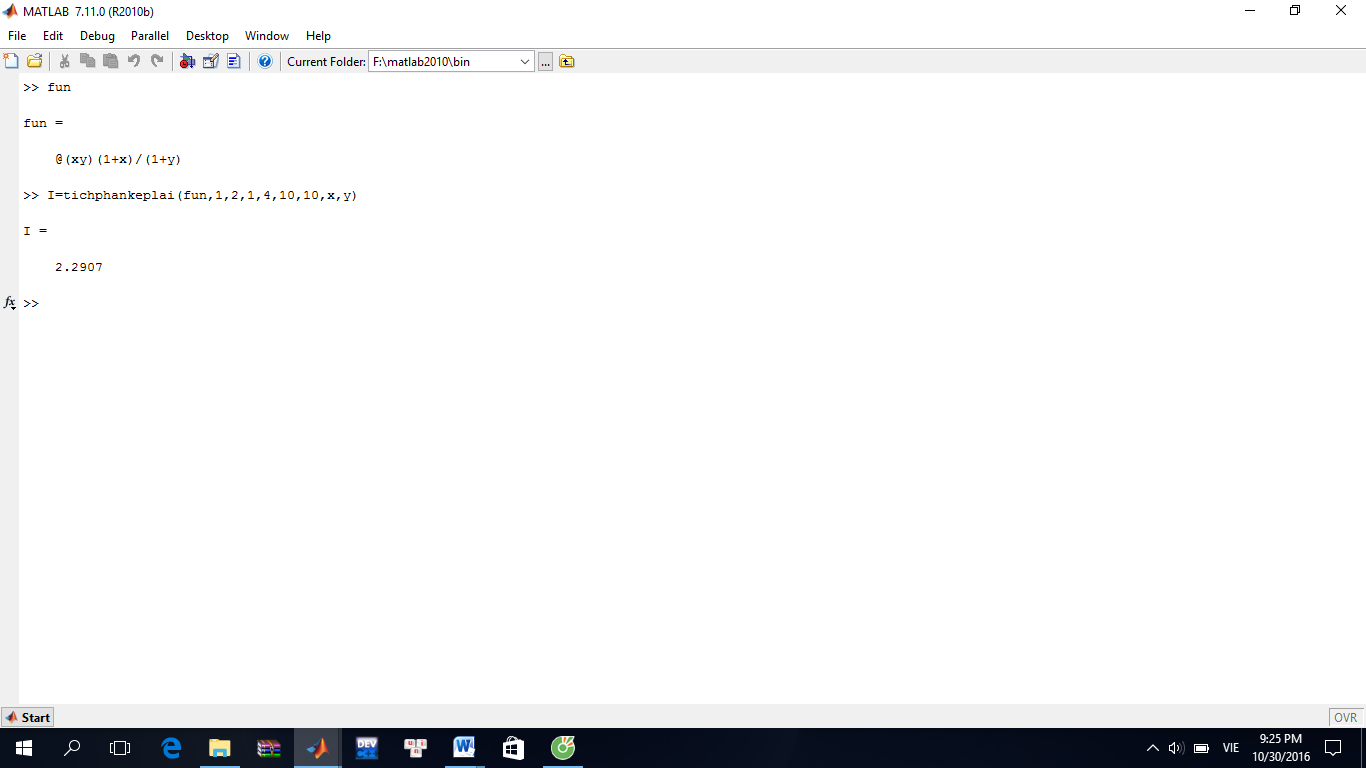 MATLAB 7.11.0 (R2010b)
File Edit Debug Parallel Desktop Window Help
Current Folder: F:\matlab2010\bin ...
>> fun
fun =
@(xy)(1+x)/(1+y)
>> I=tichphankeplai(fun,1,2,1,4,10,10,x,y)
I =
2.2907
fx >>
Start OVR
DEV W VIE 9:25 PM
10/30/2016